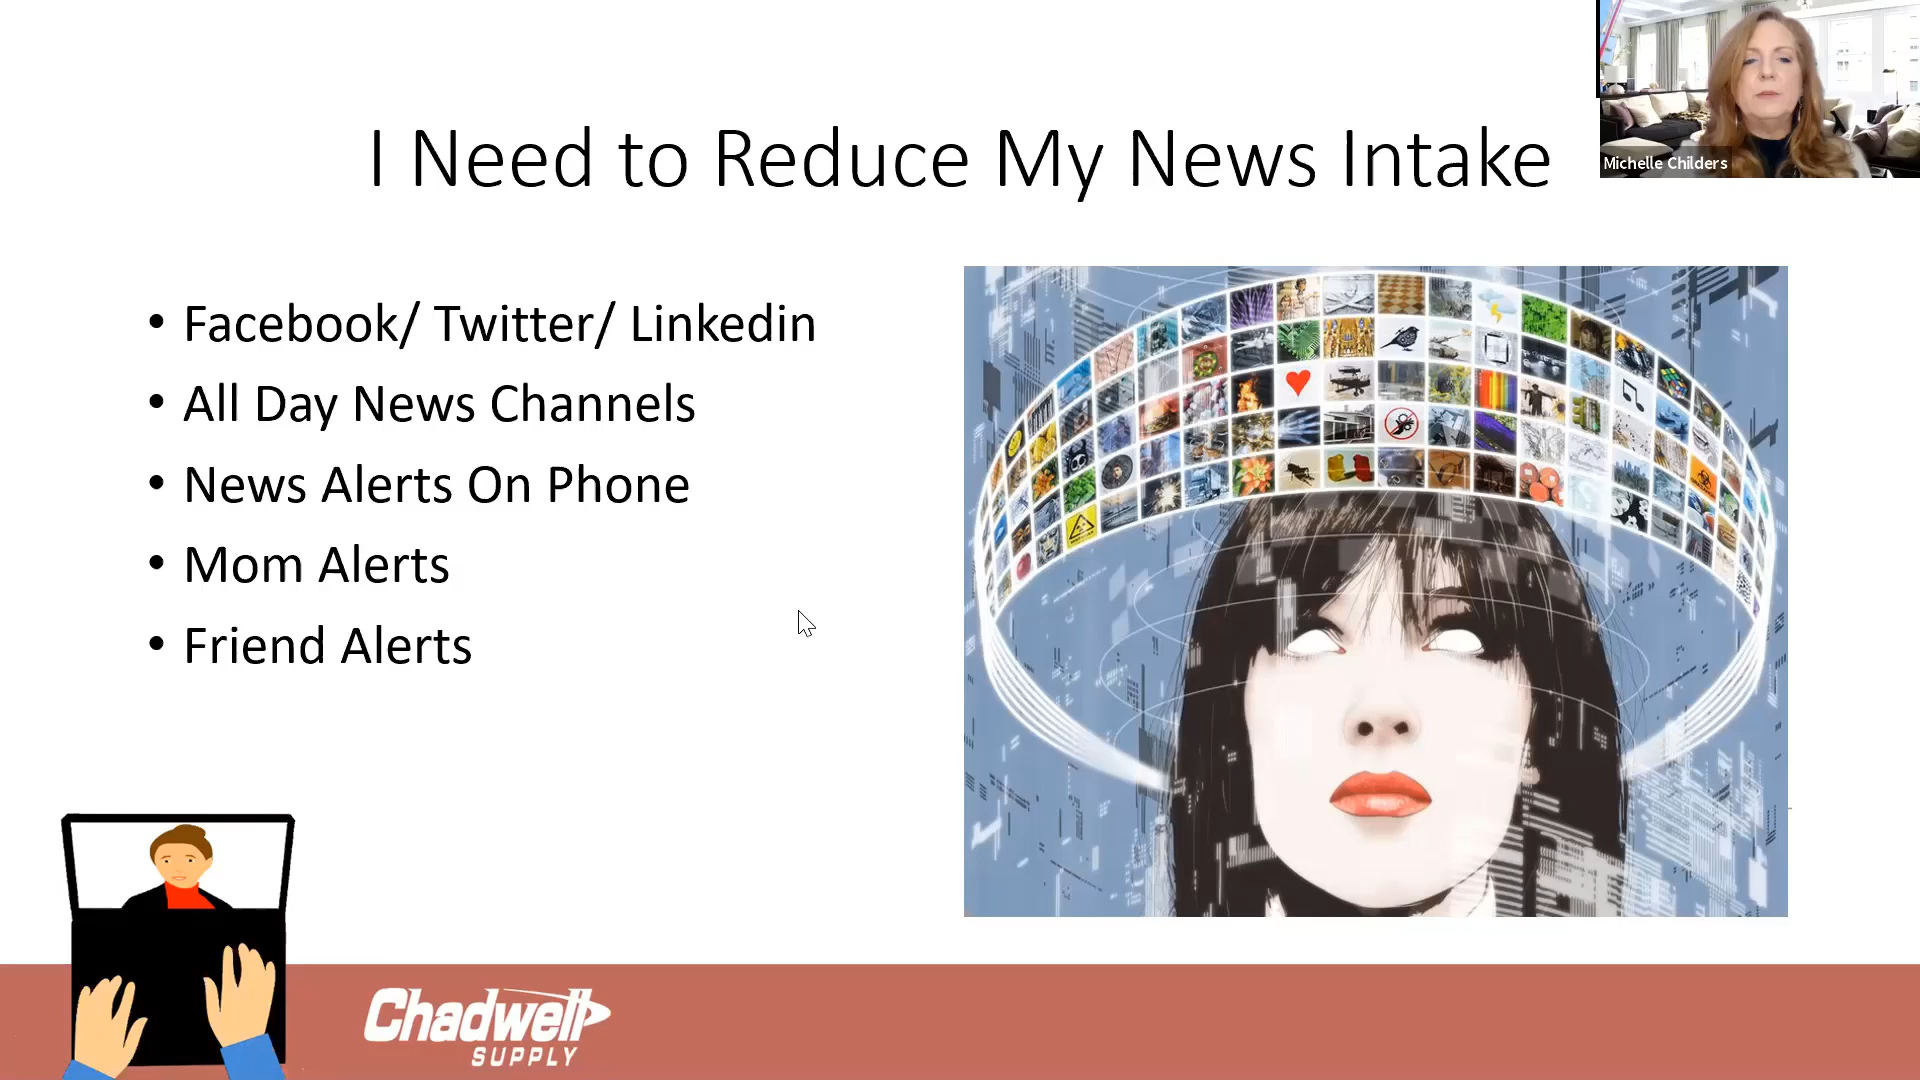 I Need to Reduce My News Intake
Michelle Childers
• Facebook/ Twitter/ Linkedin
• All Day News Channels
• News Alerts On Phone
• Mom Alerts
• Friend Alerts
Chadwell
SUPPLY